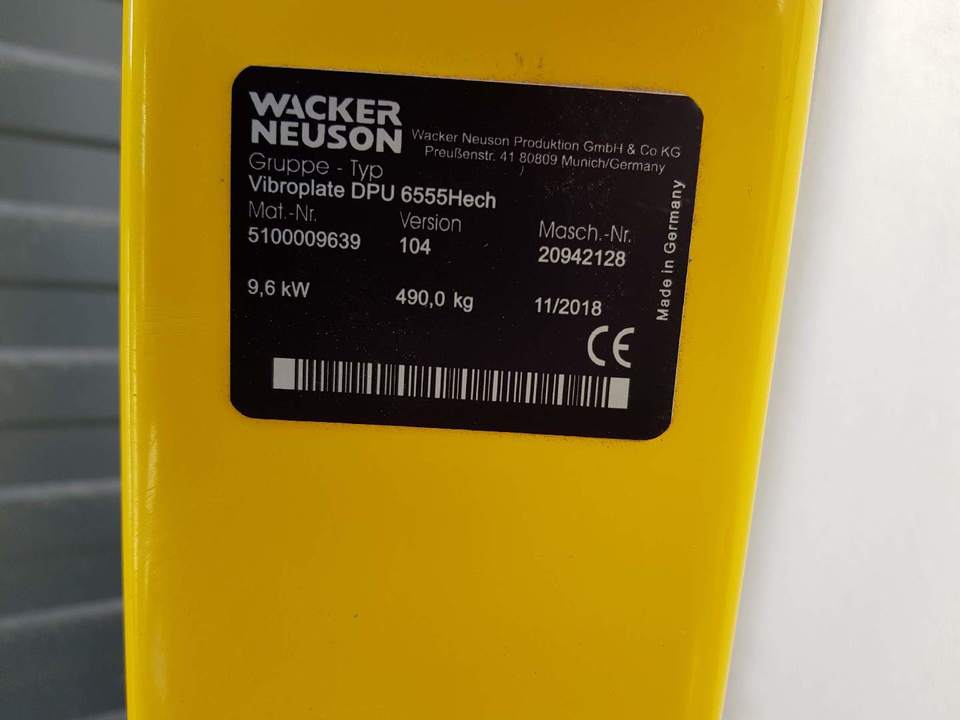 WACKER
NEUSON
Wacker Neuson Produktion GmbH & Co KG
Preußenstr. 41 80809 Munich/Germany
Gruppe - Typ
Vibroplate DPU 6555Hech
Mat.-Nr. Version Masch.-Nr.
5100009639 104 20942128
9,6 kW 490,0 kg 11/2018
CE
Made in Germany